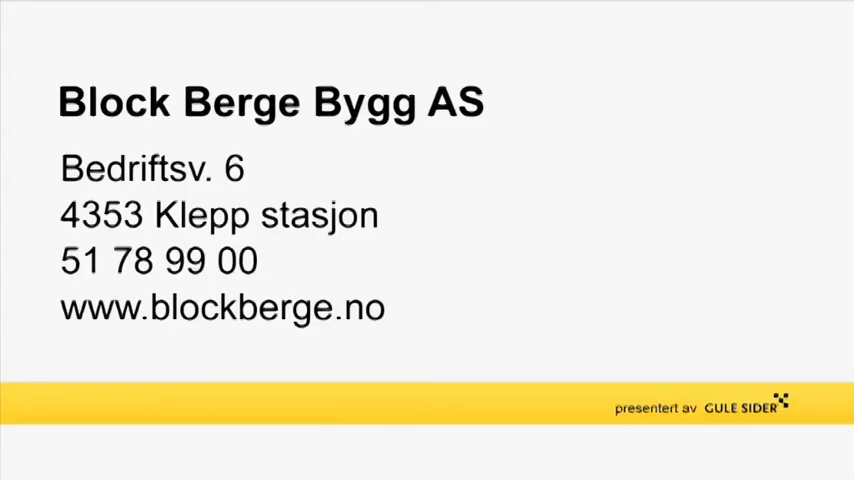 Block Berge Bygg AS
Bedriftsv. 6
4353 Klepp stasjon
51 78 99 00
www.blockberge.no
presentert av GULE SIDER